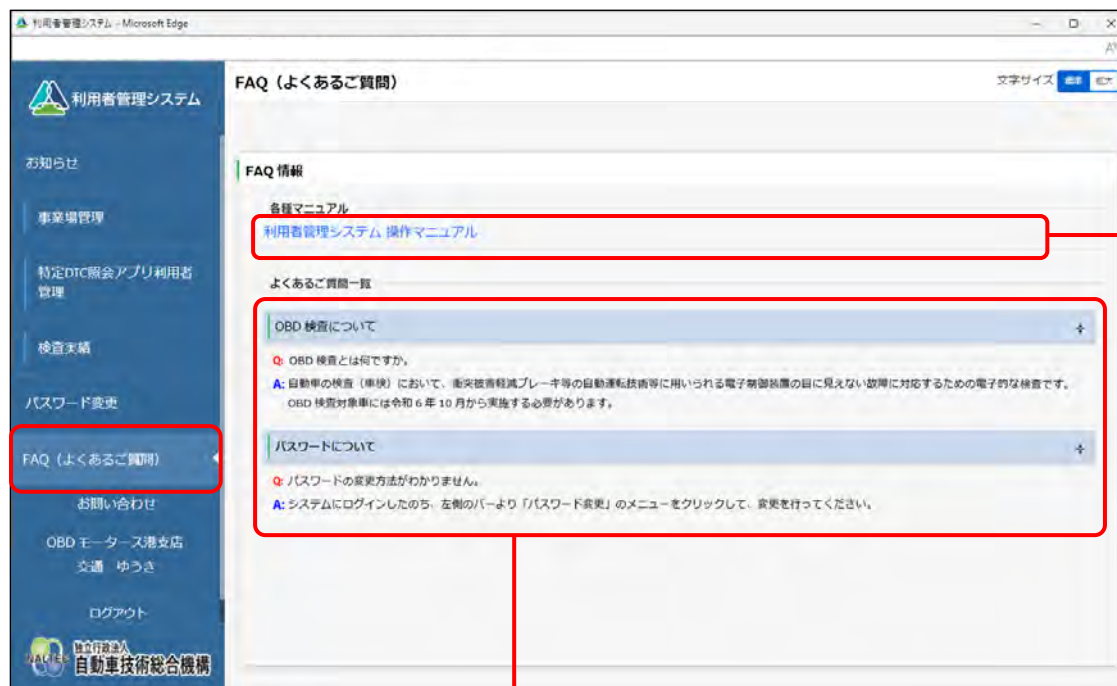 利用者管理システム - Microsoft Edge
利用者管理システム
FAQ（よくあるご質問）
文字サイズ 標準 拡大
お知らせ
事業場管理
特定DTC照会アプリ利用者
管理
検査実績
パスワード変更
FAQ（よくあるご質問）
お問い合わせ
OBD モータース港支店
交通 ゆうき
ログアウト
NALTEC
独立行政法人
自動車技術総合機構
FAQ 情報
各種マニュアル
利用者管理システム 操作マニュアル
よくあるご質問一覧
OBD 検査について
Q: OBD 検査とは何ですか。
A: 自動車の検査（車検）において、衝突被害軽減ブレーキ等の自動運転技術等に用いられる電子制御装置の目に見えない故障に対応するための電子的な検査です。
OBD 検査対象車には令和 6 年 10 月から実施する必要があります。
パスワードについて
Q: パスワードの変更方法がわかりません。
A: システムにログインしたのち、左側のバーより「パスワード変更」のメニューをクリックして、変更を行ってください。